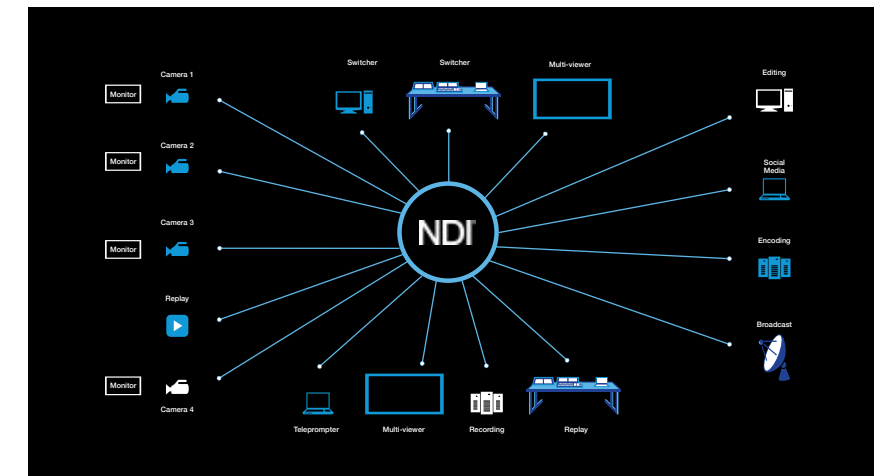 Switcher
Switcher
Multi-viewer
Camera 1
Monitor
Editing
Camera 2
Monitor
Social
Media
Camera 3
Monitor
NDI
Encoding
Replay
Broadcast
Monitor
Camera 4
Teleprompter
Multi-viewer
Recording
Replay